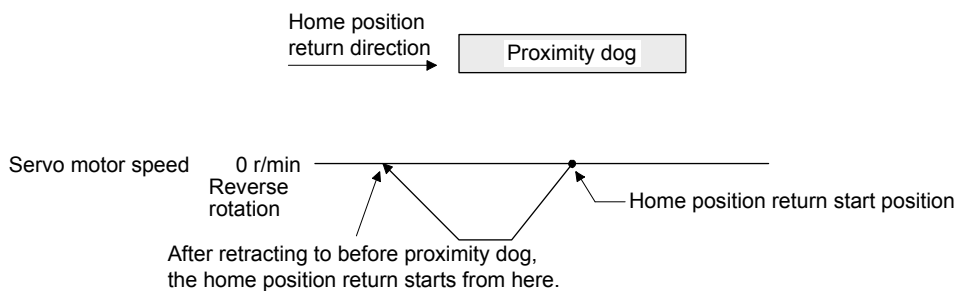 Home position
return direction
Proximity dog
Servo motor speed
0 r/min
Reverse
rotation
Home position return start position
After retracting to before proximity dog,
the home position return starts from here.